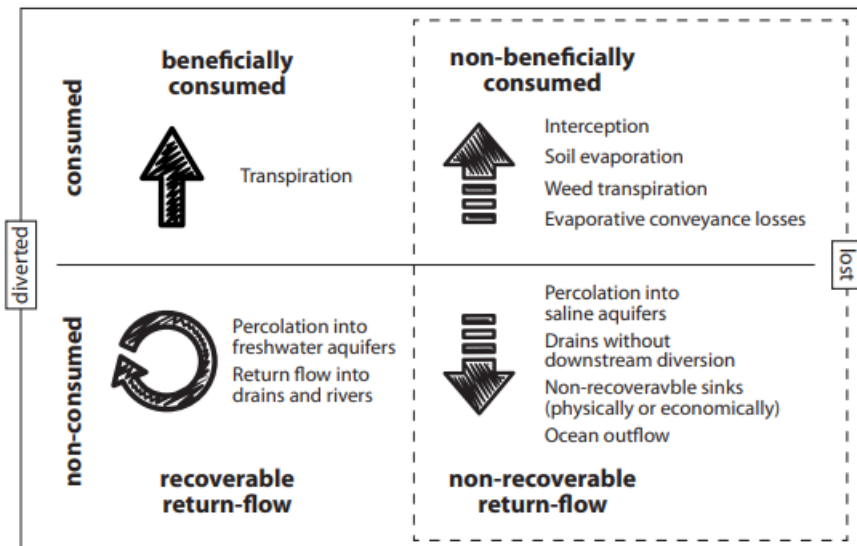 beneficially
consumed
non-beneficially
consumed
consumed
Transpiration
Interception
Soil evaporation
Weed transpiration
Evaporative conveyance losses
diverted
lost
non-consumed
Percolation into
freshwater aquifers
Return flow into
drains and rivers
Percolation into
saline aquifers
Drains without
downstream diversion
Non-recoveravble sinks
(physically or economically)
Ocean outflow
recoverable
return-flow
non-recoverable
return-flow